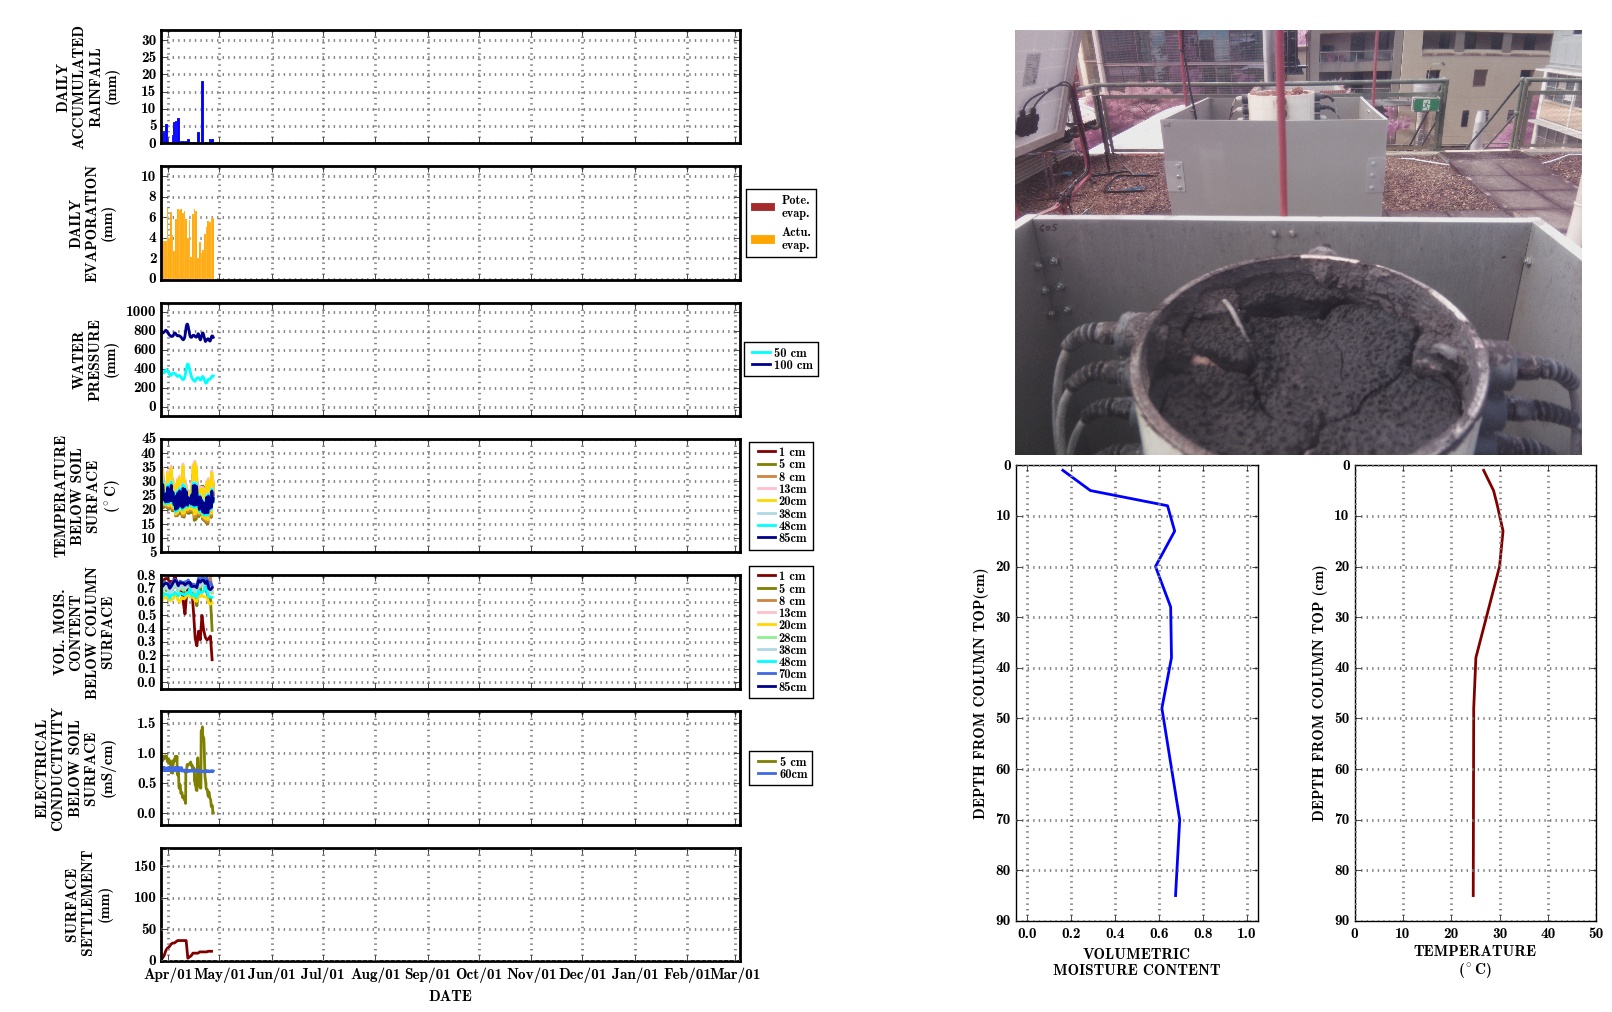 DAILY
ACCUMULATED
RAINFALL
(mm)
30
25
20
15
10
5
0
DAILY
EVAPORATION
(mm)
10
8
6
4
2
0
Pote.
evap.
Actu.
evap.
WATER
PRESSURE
(mm)
1000
800
600
400
200
0
50 cm
100 cm
TEMPERATURE
BELOW SOIL
SURFACE
(°C)
45
40
35
30
25
20
15
10
5
1 cm
5 cm
8 cm
13cm
20cm
38cm
48cm
85cm
VOL. MOIS.
CONTENT
BELOW COLUMN
SURFACE
0.8
0.7
0.6
0.5
0.4
0.3
0.2
0.1
0.0
1 cm
5 cm
8 cm
13cm
20cm
28cm
38cm
48cm
70cm
85cm
ELECTRICAL
CONDUCTIVITY
BELOW SOIL
SURFACE
(mS/cm)
1.5
1.0
0.5
0.0
5 cm
60cm
SURFACE
SETTLEMENT
(mm)
150
100
50
0
Apr/01 May/01 Jun/01 Jul/01 Aug/01 Sep/01 Oct/01 Nov/01 Dec/01 Jan/01 Feb/01 Mar/01
DATE
DEPTH FROM COLUMN TOP(cm)
0
10
20
30
40
50
60
70
80
90
0.0 0.2 0.4 0.6 0.8 1.0
VOLUMETRIC
MOISTURE CONTENT
DEPTH FROM COLUMN TOP (cm)
0
10
20
30
40
50
60
70
80
90
0 10 20 30 40 50
TEMPERATURE
(°C)